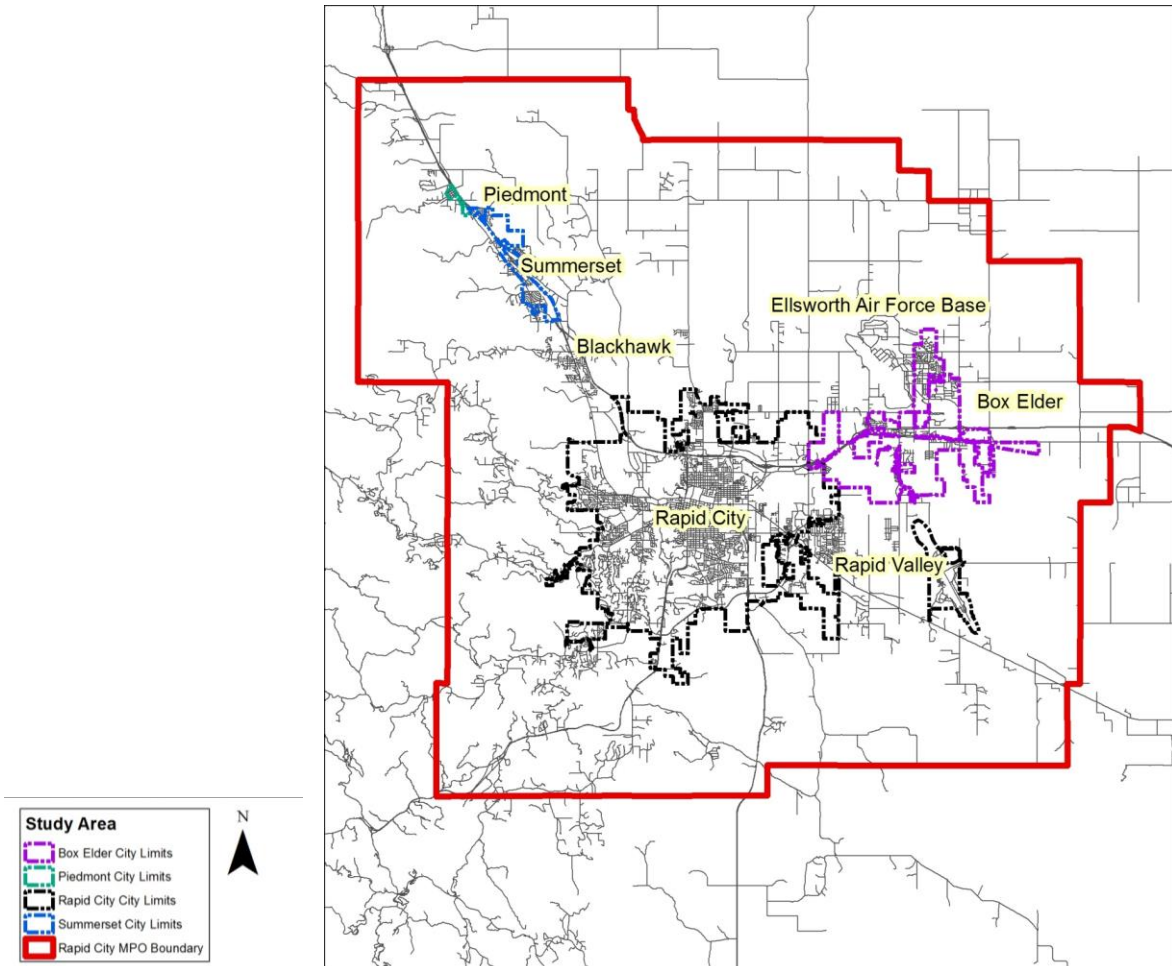 Piedmont
Summerset
Ellsworth Air Force Base
Blackhawk
Box Elder
Rapid City
Rapid Valley
Study Area
N
Box Elder City Limits
Piedmont City Limits
Rapid City City Limits
Summerset City Limits
Rapid City MPO Boundary